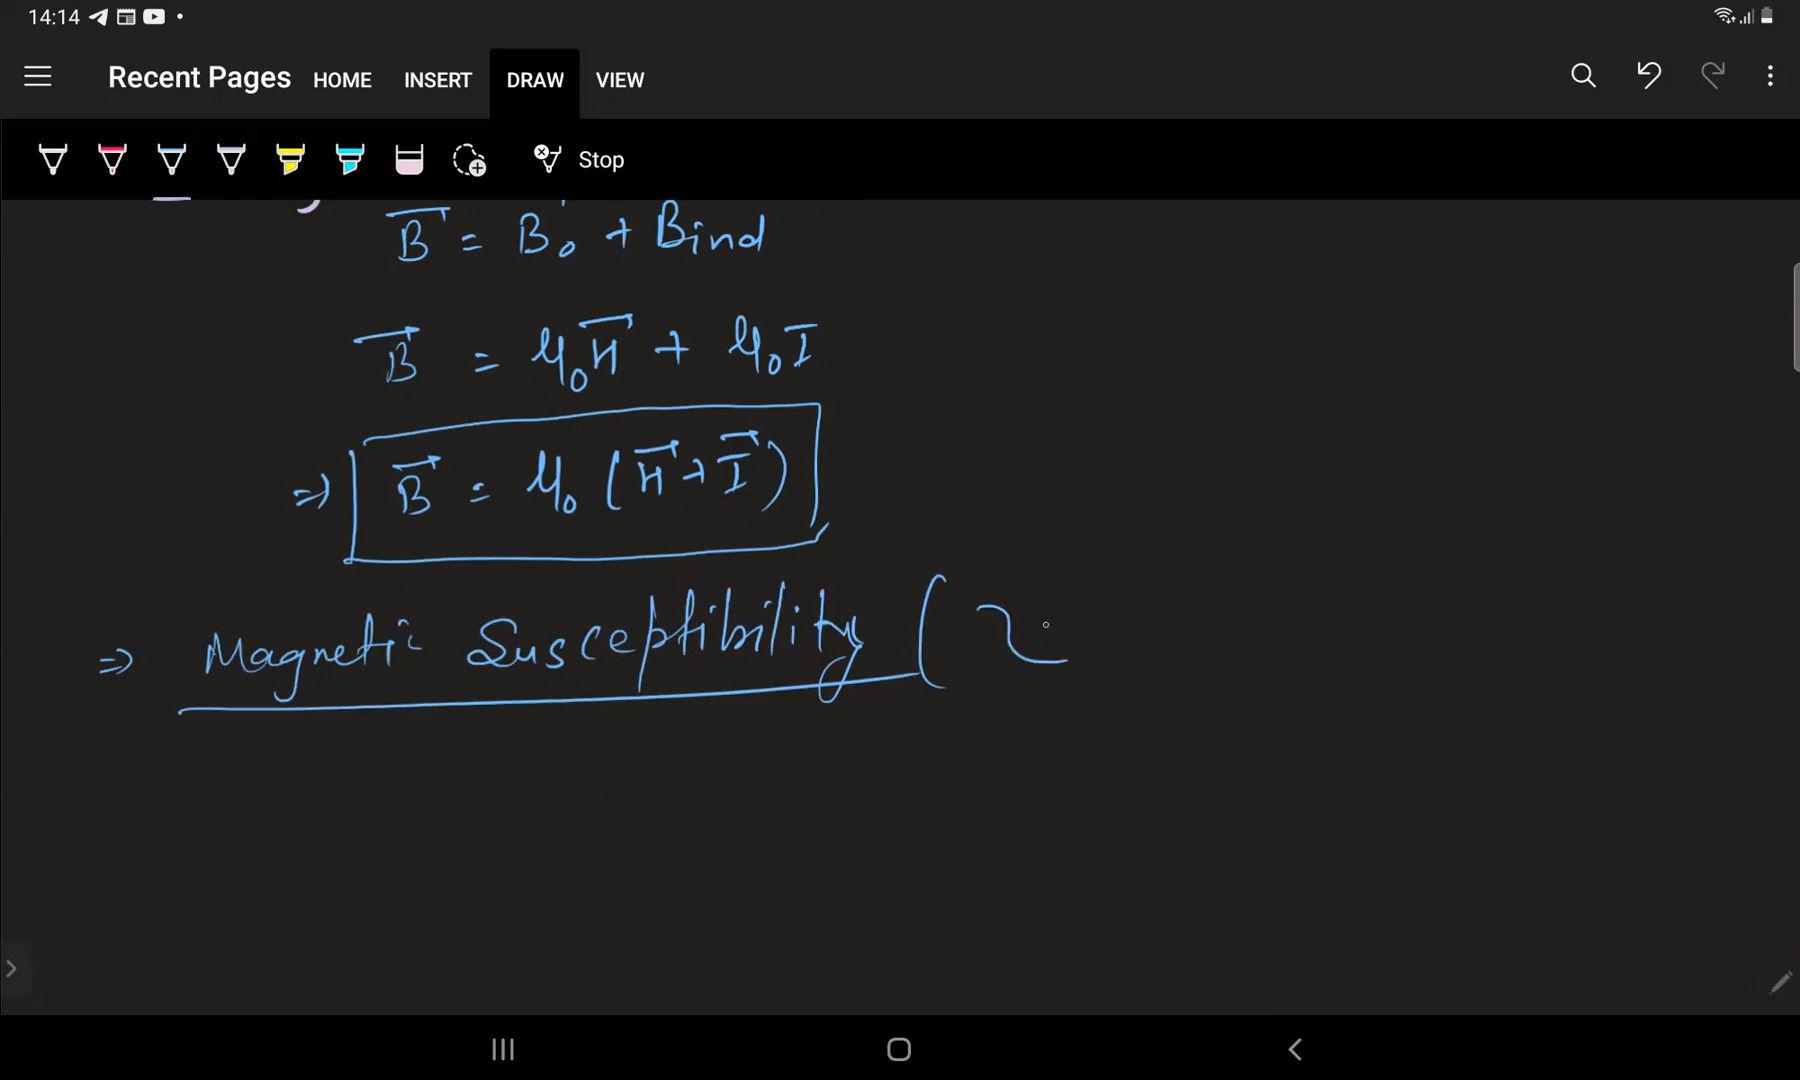 14:14
Recent Pages HOME INSERT DRAW VIEW
Stop
B⃗ = B₀ + Bind
B⃗ = μ₀H⃗ + μ₀I⃗
⇒ B⃗ = μ₀ (H⃗ + I⃗)
⇒ Magnetic Susceptibility (